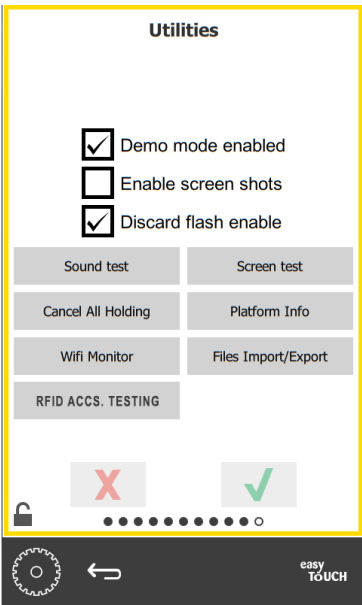 Utilities
Demo mode enabled
Enable screen shots
Discard flash enable
Sound test
Screen test
Cancel All Holding
Platform Info
Wifi Monitor
Files Import/Export
RFID ACCS. TESTING
easy
TOUCH